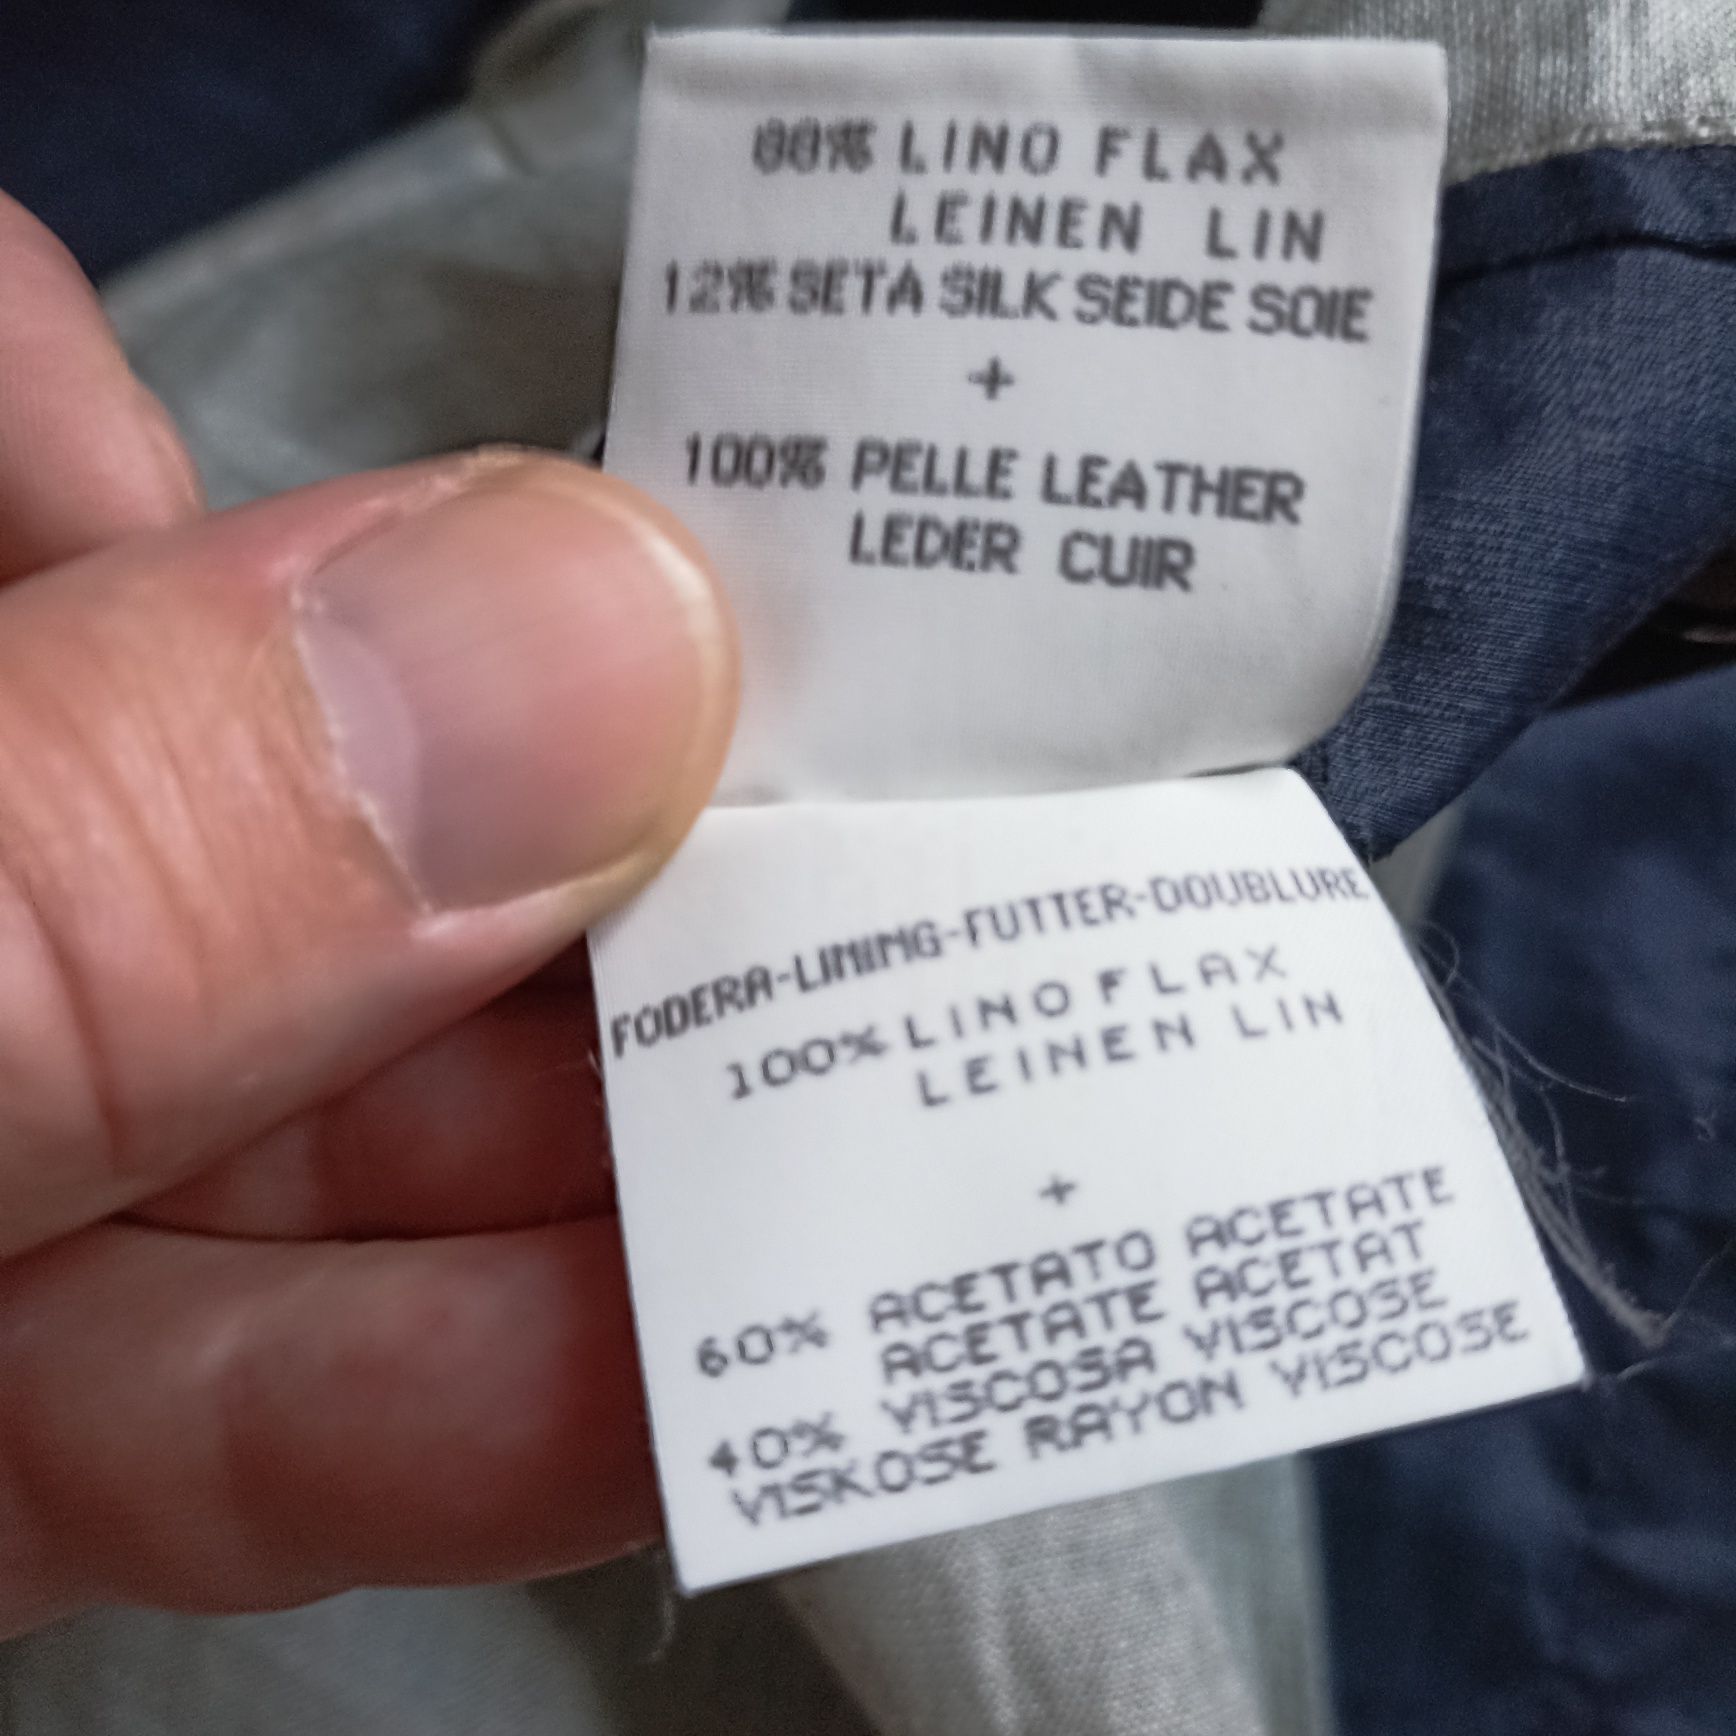 88% LINO FLAX
LEINEN LIN
12% SETA SILK SEIDE SOIE
+
100% PELLE LEATHER
LEDER CUIR
FODERA-LINING-FUTTER-DOUBLURE
100% LINO FLAX
LEINEN LIN
+
60% ACETATO ACETATE
ACETATE ACETAT
40% VISCOSA VISCOSE
VISKOSE RAYON VISCOSE